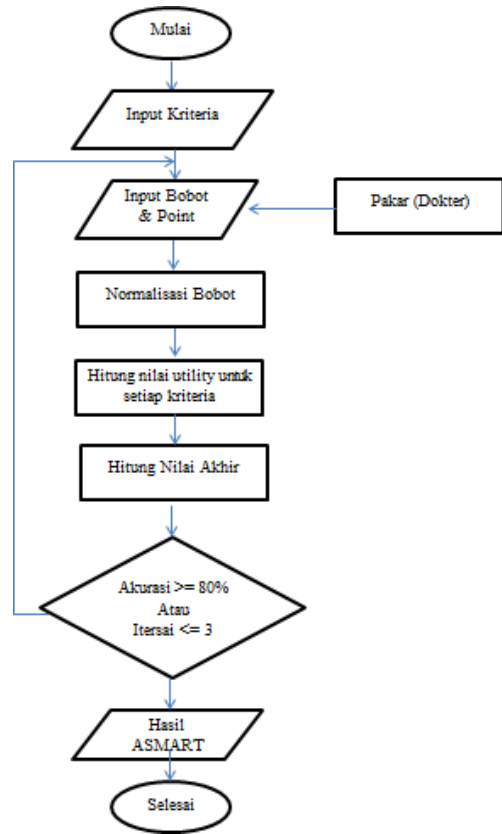 Mulai
Input Kriteria
Input Bobot
& Point
Pakar (Dokter)
Normalisasi Bobot
Hitung nilai utility untuk
setiap kriteria
Hitung Nilai Akhir
Akurasi >= 80%
Atau
Itersai <= 3
Hasil
ASMART
Selesai